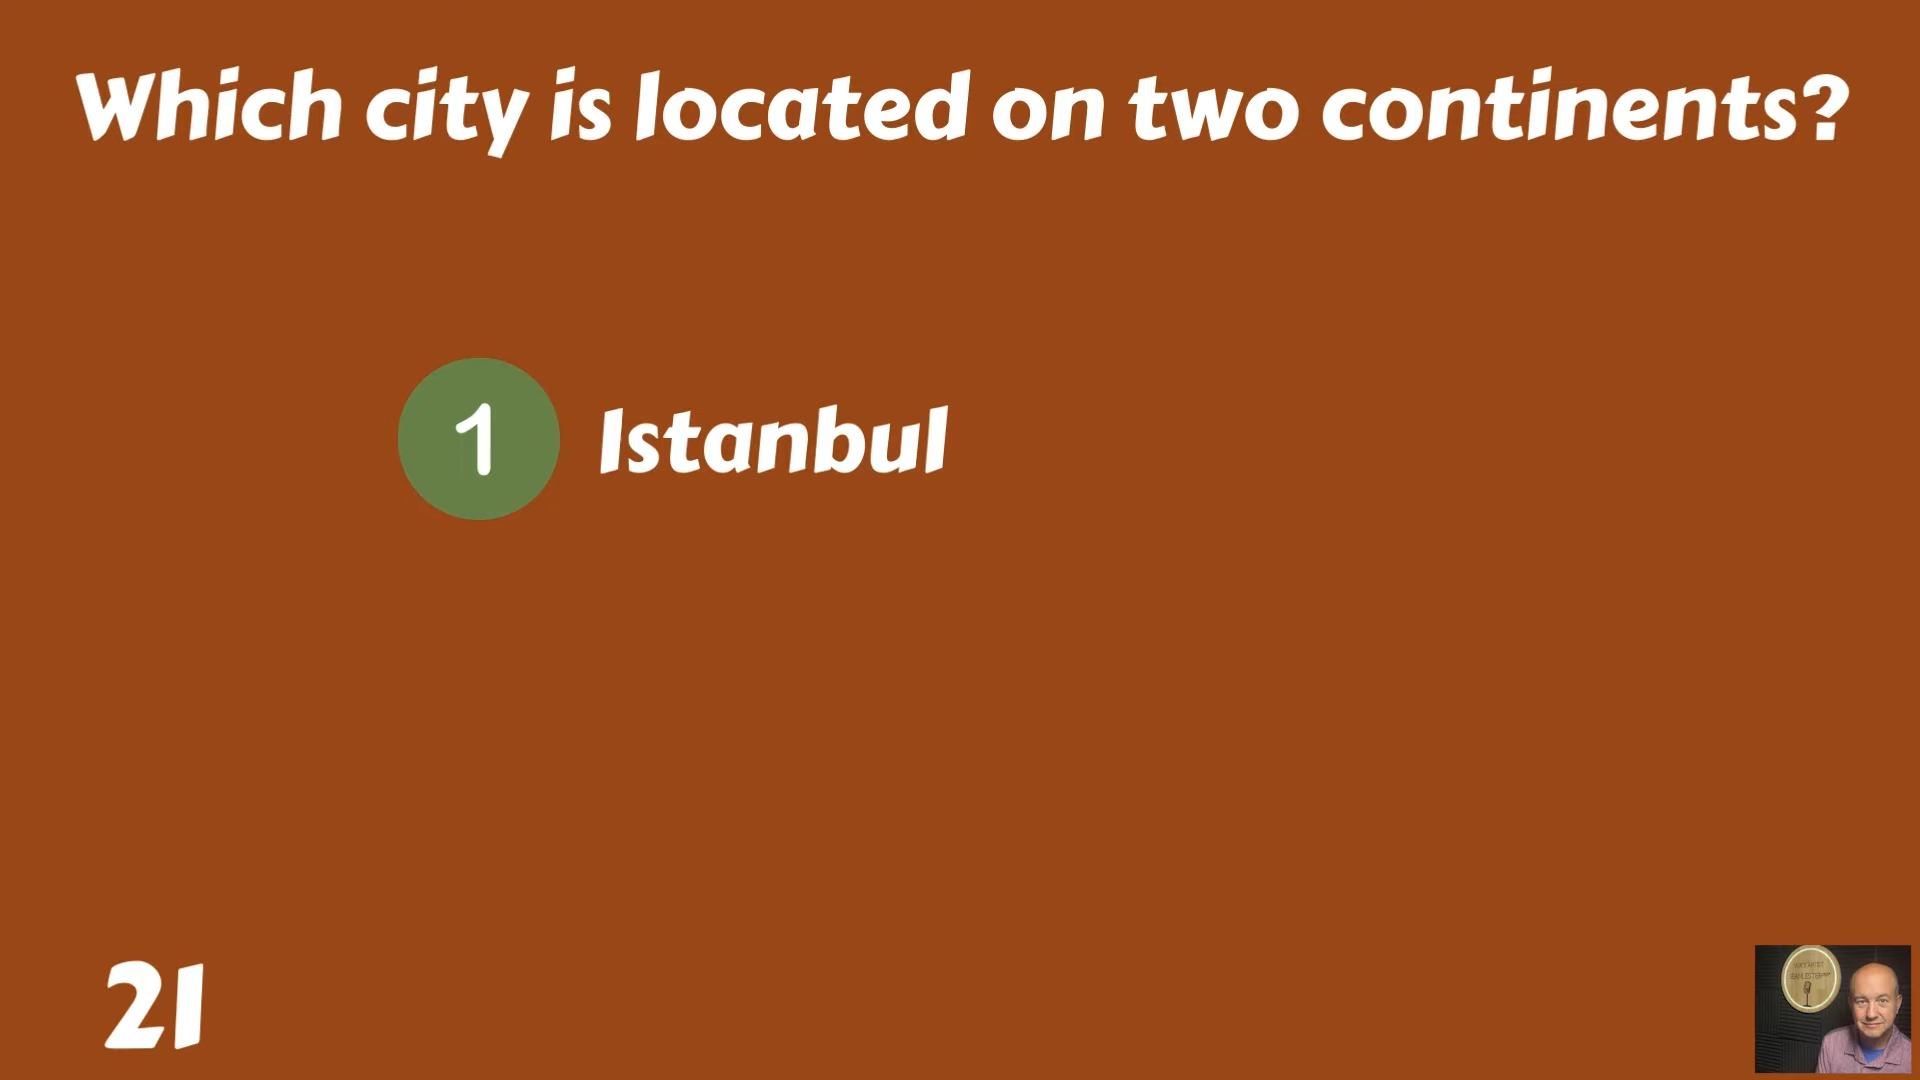 Which city is located on two continents?
1 Istanbul
21